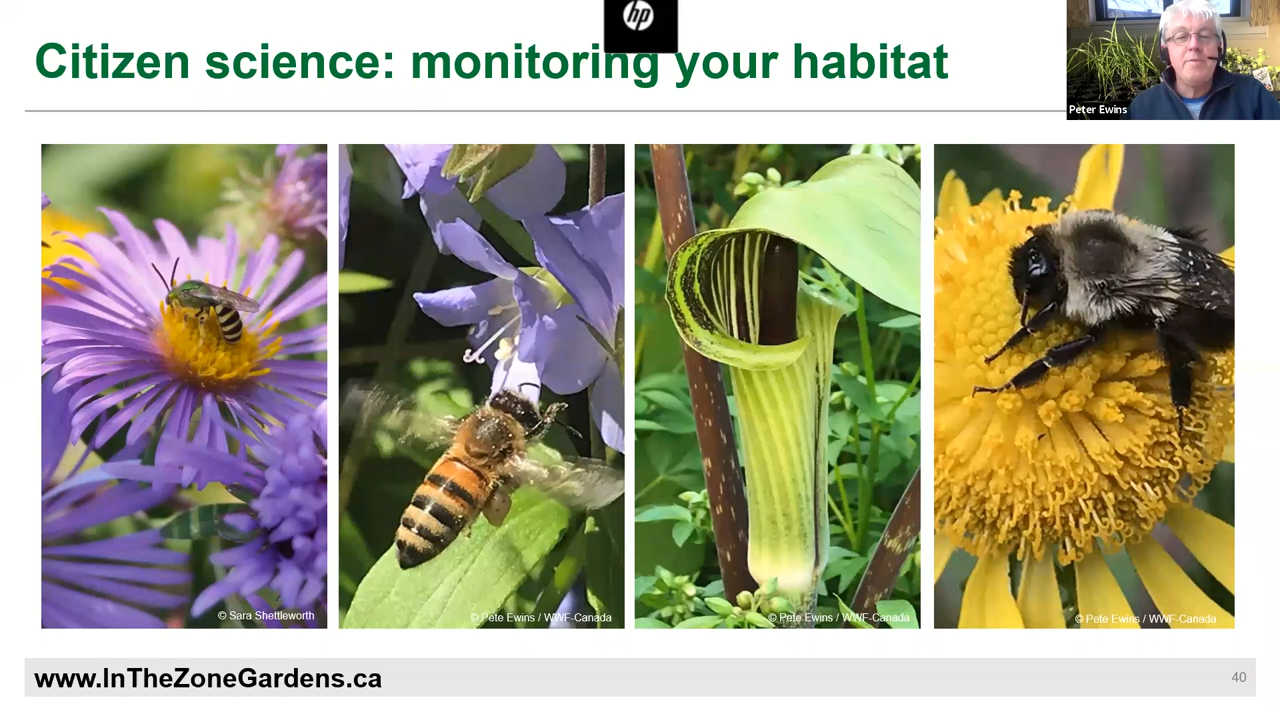 hp
Citizen science: monitoring your habitat
Peter Ewins
© Sara Shettleworth
© Pete Ewins / WWF-Canada
© Pete Ewins / WWF-Canada
© Pete Ewins / WWF-Canada
www.InTheZoneGardens.ca
40